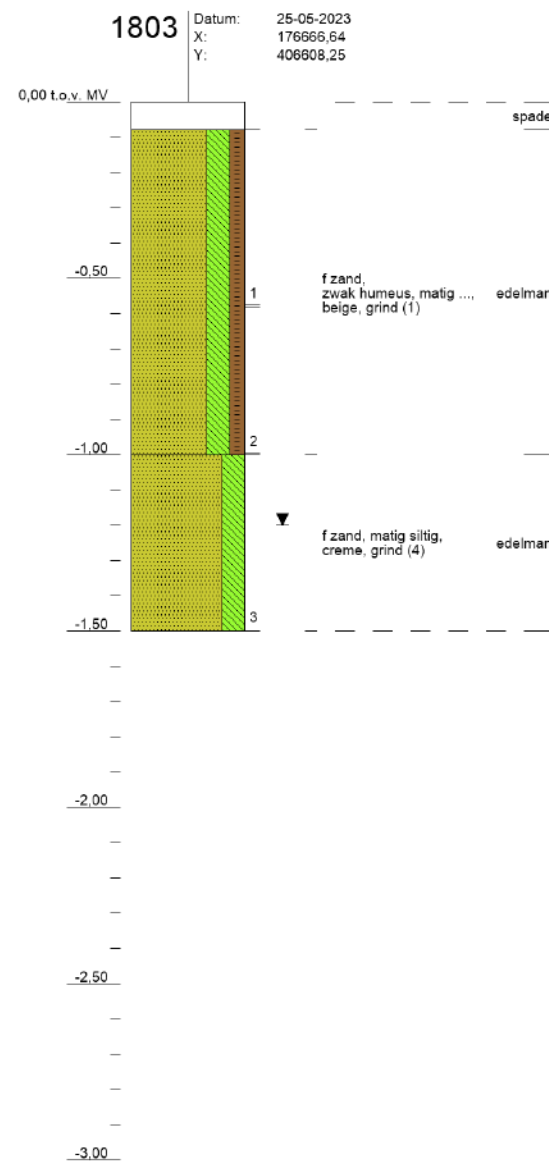 1803
Datum: 25-05-2023
X: 176666,64
Y: 406608,25
0,00 t.o.v. MV
spade
-0,50
1
f zand,
zwak humeus, matig ...,
beige, grind (1)
edelman
-1,00
2
f zand, matig siltig,
creme, grind (4)
edelman
-1,50
3
-2,00
-2,50
-3,00